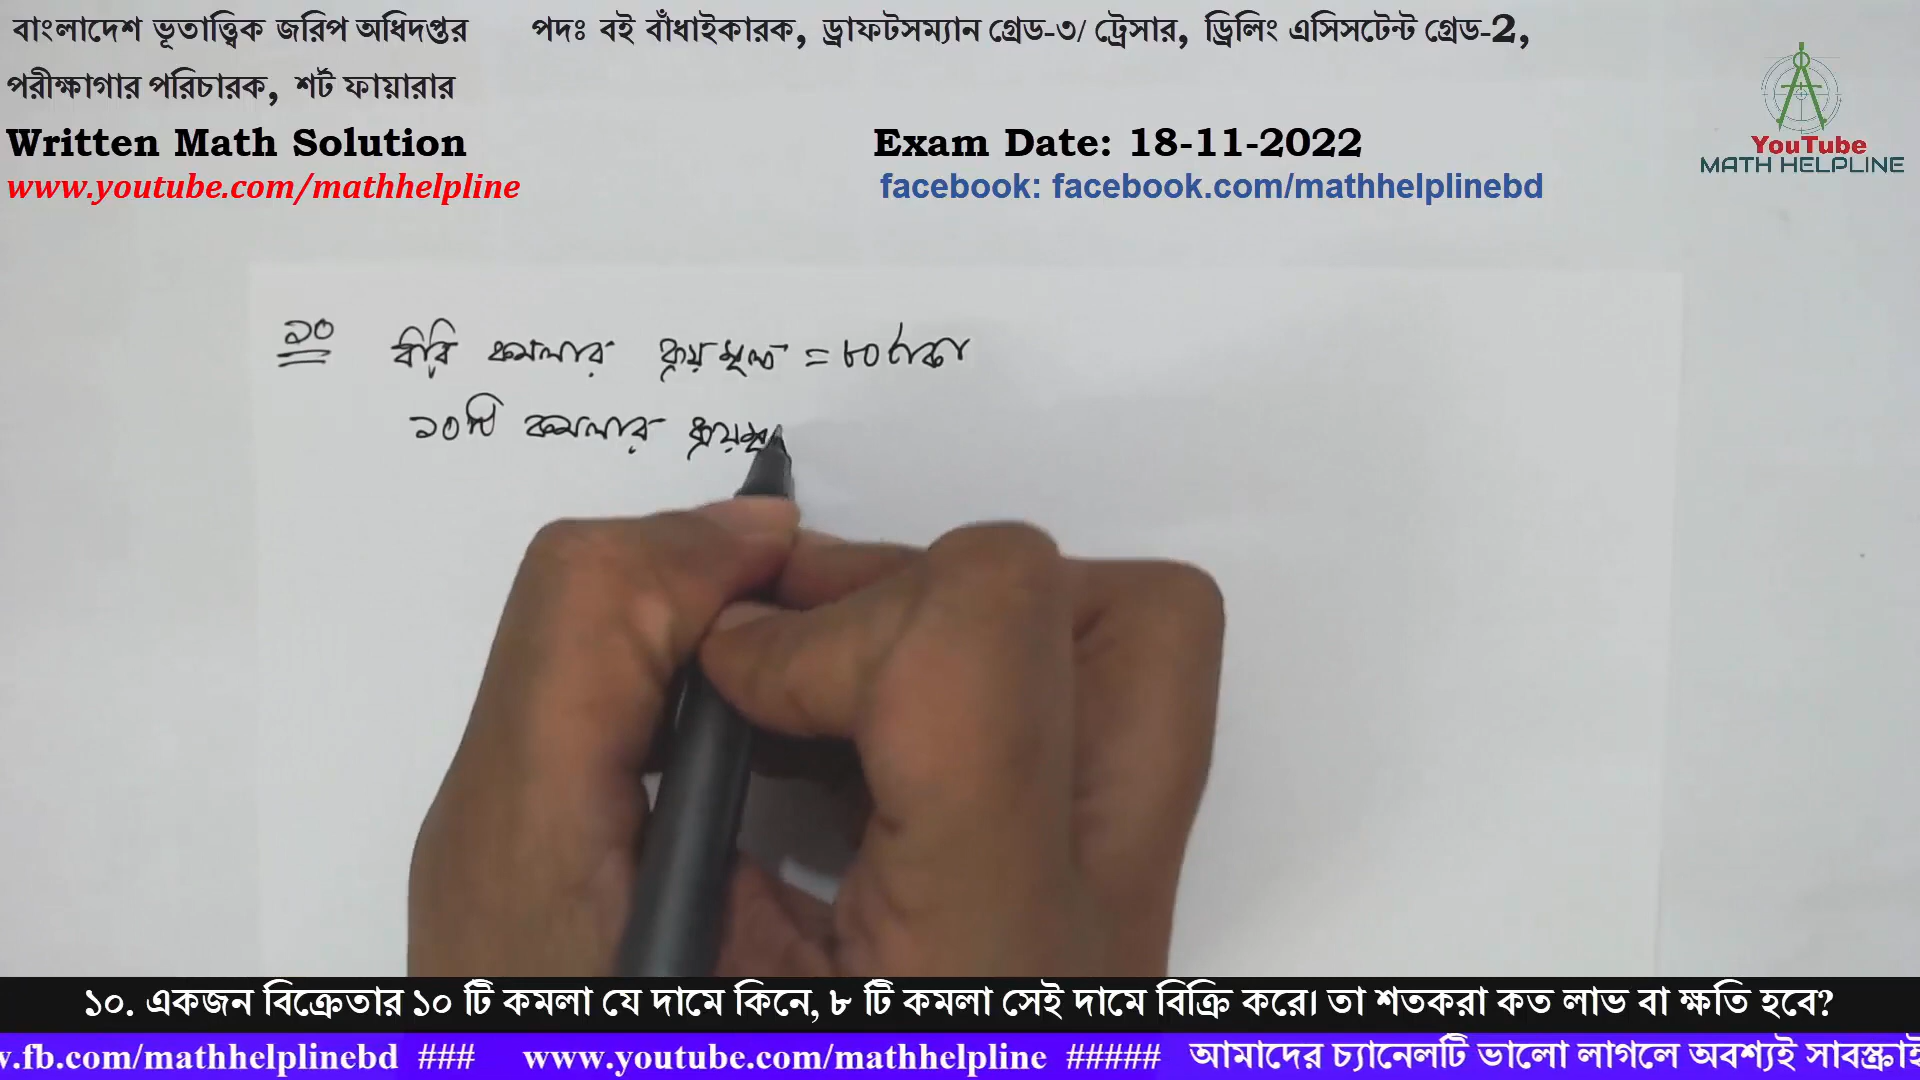 বাংলাদেশ ভূতাত্ত্বিক জরিপ অধিদপ্তর পদঃ বই বাঁধাইকারক, ড্রাফটসম্যান গ্রেড-৩/ ট্রেসার, ড্রিলিং এসিসটেন্ট গ্রেড-2,
পরীক্ষাগার পরিচারক, শর্ট ফায়ারার
Written Math Solution Exam Date: 18-11-2022
www.youtube.com/mathhelpline facebook: facebook.com/mathhelplinebd
YouTube
MATH HELPLINE
১০ ধরি কমলার ক্রয়মূল্য = ৮০ টাকা
১০টি কমলার ক্রয়মূ
১০. একজন বিক্রেতার ১০ টি কমলা যে দামে কিনে, ৮ টি কমলা সেই দামে বিক্রি করে। তা শতকরা কত লাভ বা ক্ষতি হবে?
v.fb.com/mathhelplinebd ### www.youtube.com/mathhelpline ##### আমাদের চ্যানেলটি ভালো লাগলে অবশ্যই সাবস্ক্রাই